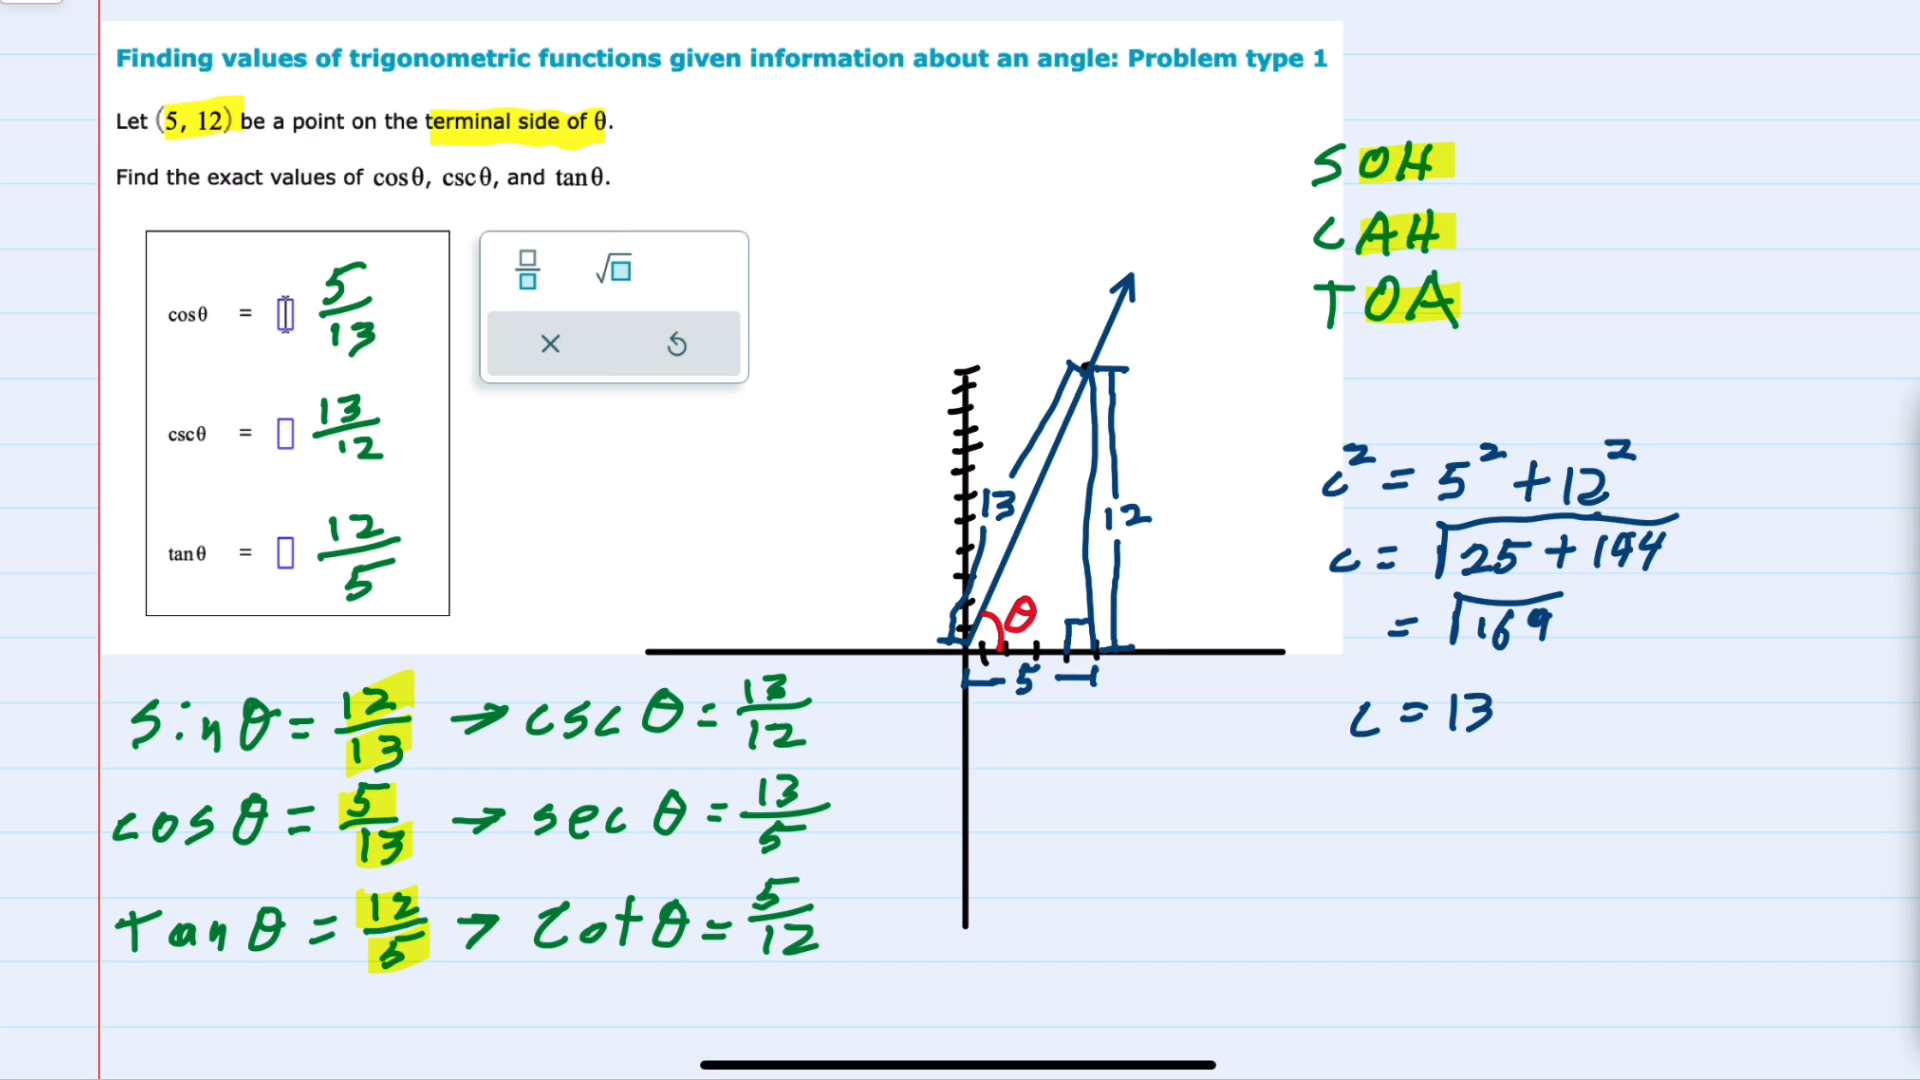 Finding values of trigonometric functions given information about an angle: Problem type 1
Let (5, 12) be a point on the terminal side of θ.
Find the exact values of cosθ, cscθ, and tanθ.
cosθ = 5/13
cscθ = 13/12
tanθ = 12/5
SOH
CAH
TOA
13
12
θ
5
c² = 5² + 12²
c = √25 + 144
= √169
c = 13
sinθ = 12/13 → cscθ = 13/12
cosθ = 5/13 → secθ = 13/5
tanθ = 12/5 → cotθ = 5/12